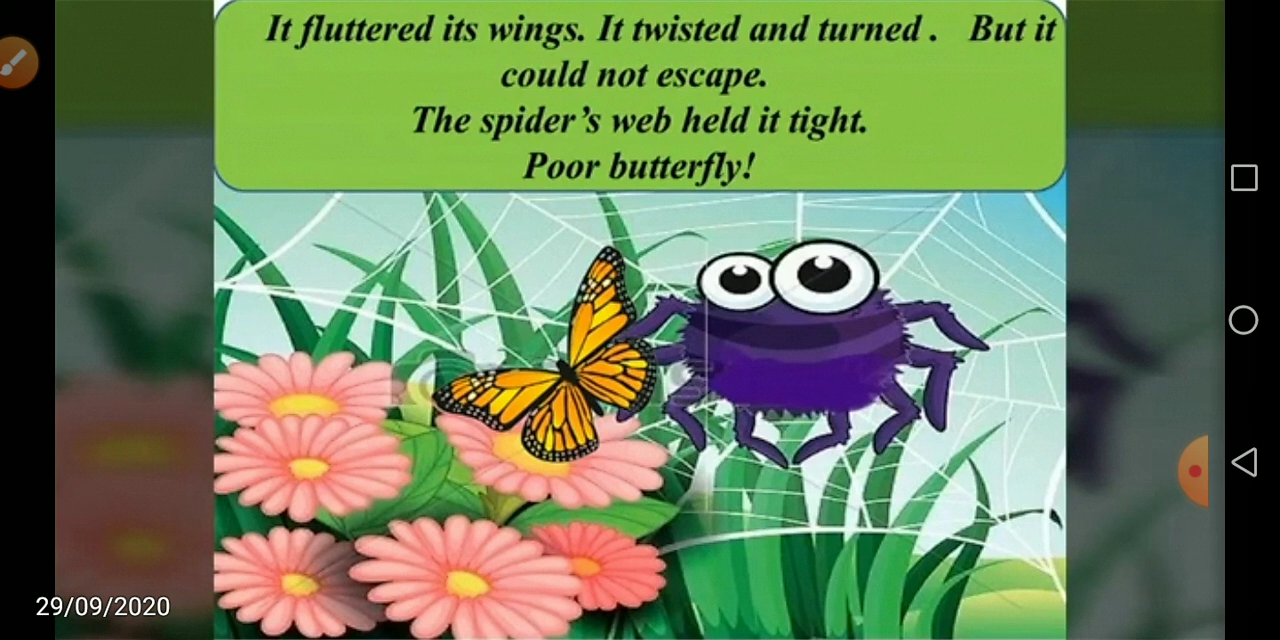 It fluttered its wings. It twisted and turned . But it
could not escape.
The spider's web held it tight.
Poor butterfly!
29/09/2020